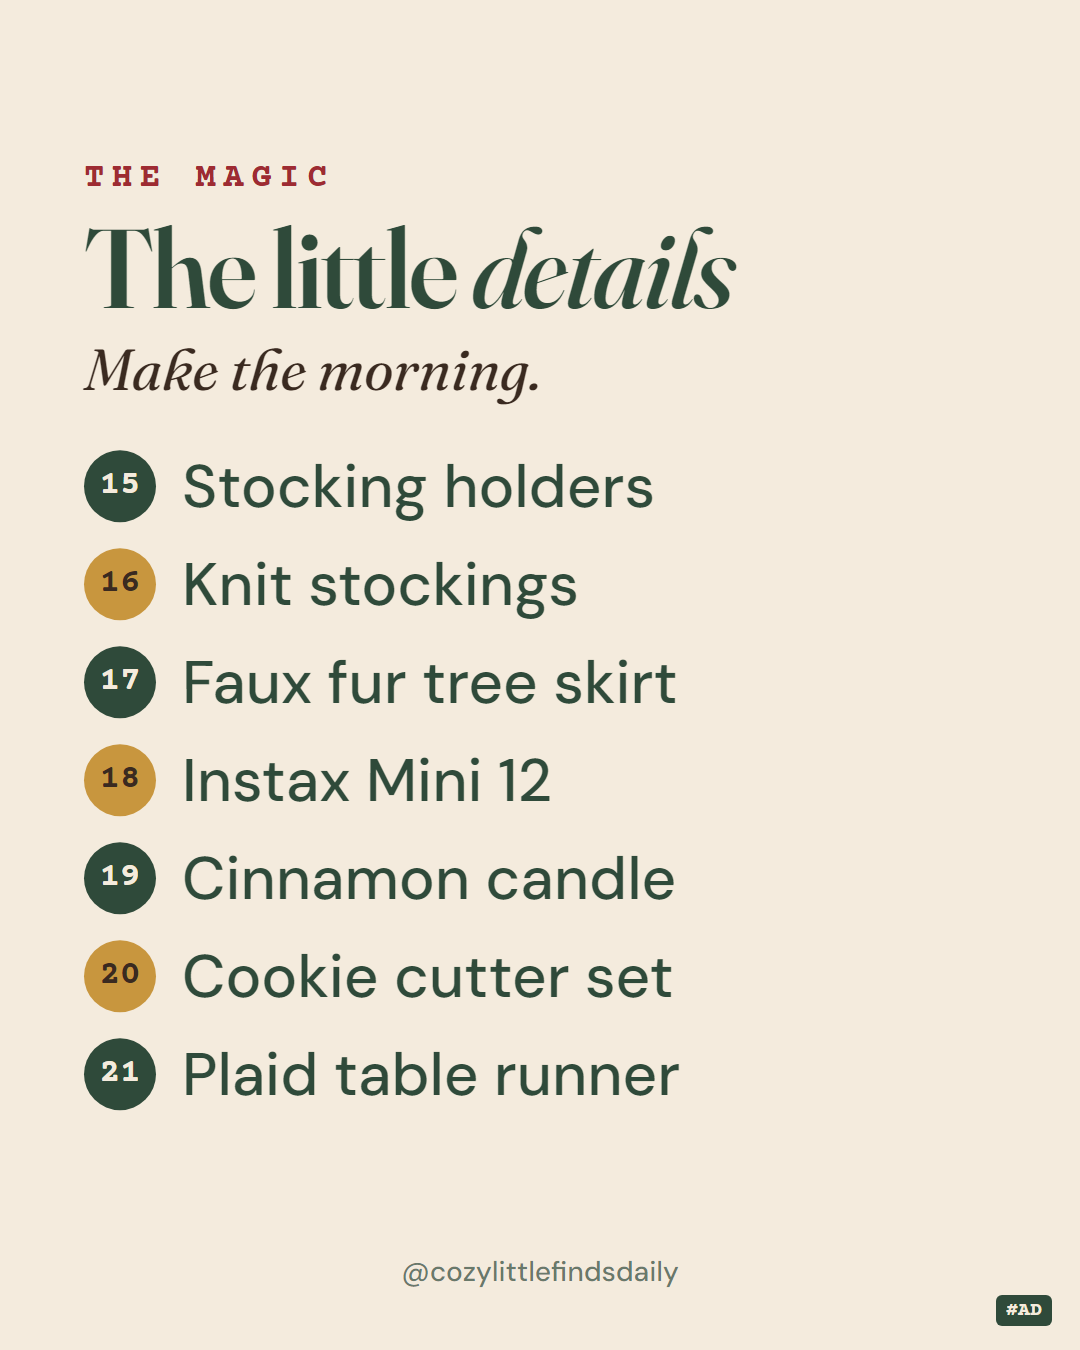 THE MAGIC
The little details
Make the morning.
15 Stocking holders
16 Knit stockings
17 Faux fur tree skirt
18 Instax Mini 12
19 Cinnamon candle
20 Cookie cutter set
21 Plaid table runner
@cozylittlefindsdaily
#AD